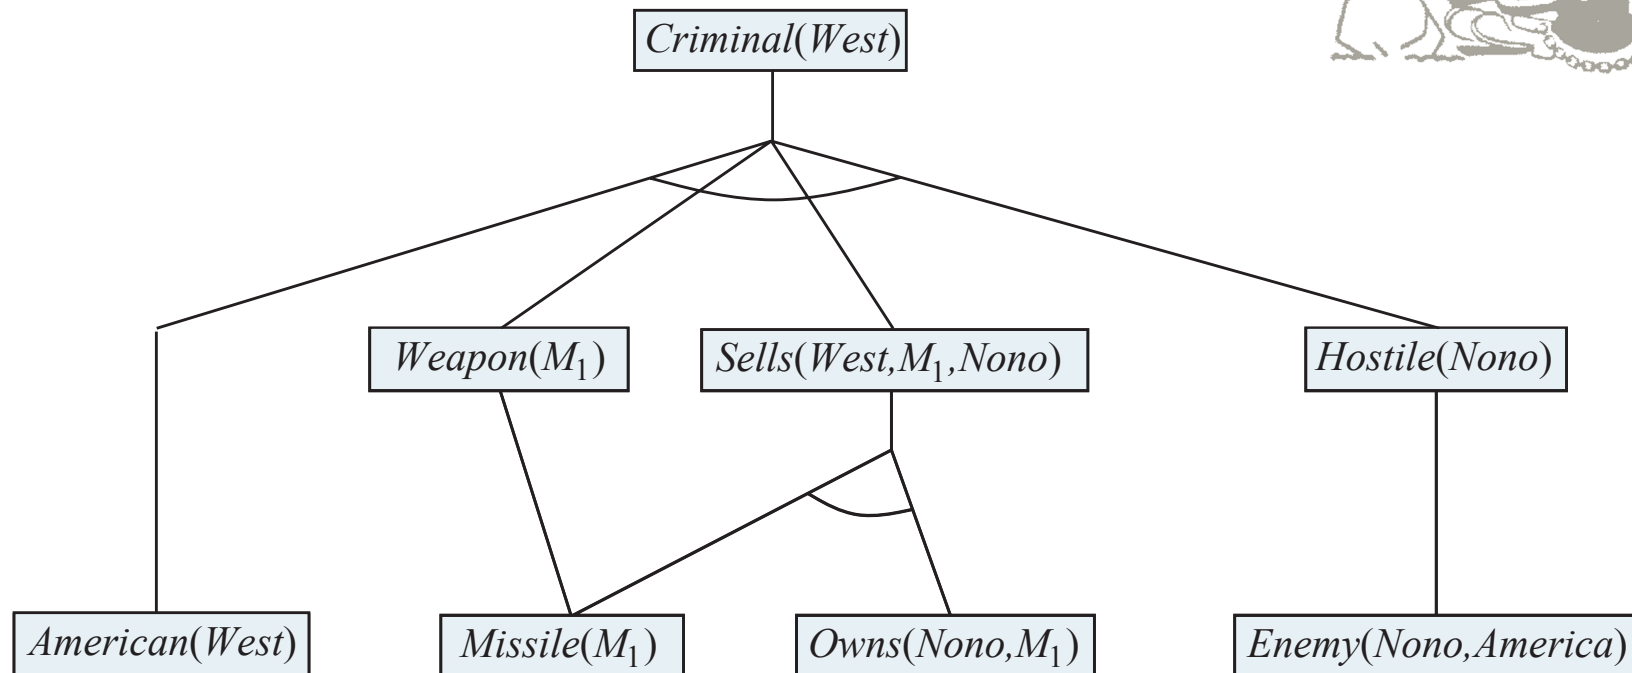 Criminal(West)
Weapon(M₁)
Sells(West,M₁,Nono)
Hostile(Nono)
American(West)
Missile(M₁)
Owns(Nono,M₁)
Enemy(Nono,America)